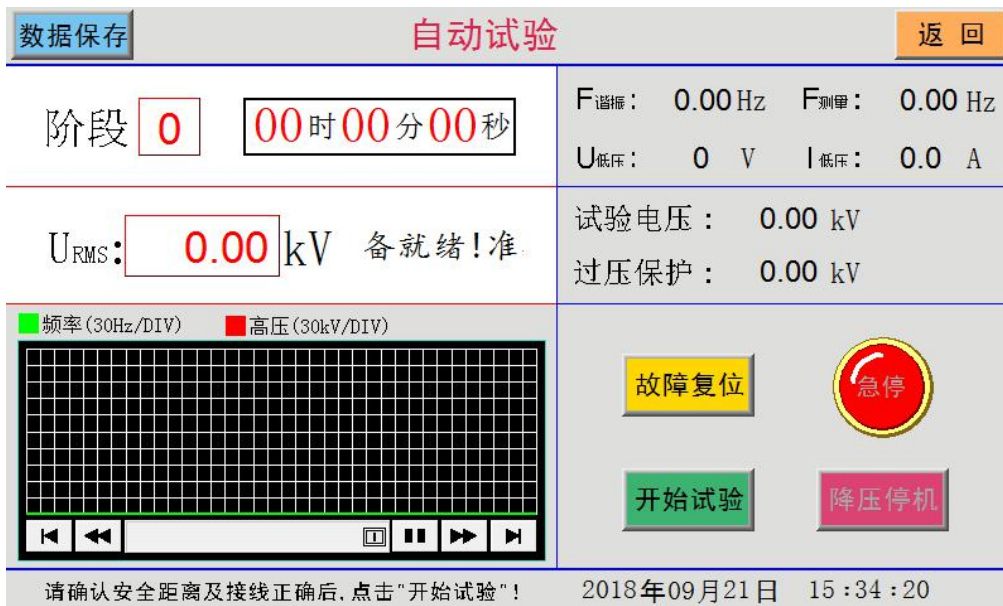 数据保存 自动试验 返 回
阶段 0 00时00分00秒
F谐振: 0.00 Hz F测量: 0.00 Hz
U低压: 0 V I低压: 0.0 A
URMS: 0.00 kV 备就绪!准
试验电压: 0.00 kV
过压保护: 0.00 kV
频率(30Hz/DIV) 高压(30kV/DIV)
故障复位 急停
开始试验 降压停机
请确认安全距离及接线正确后,点击"开始试验"!
2018年09月21日 15:34:20